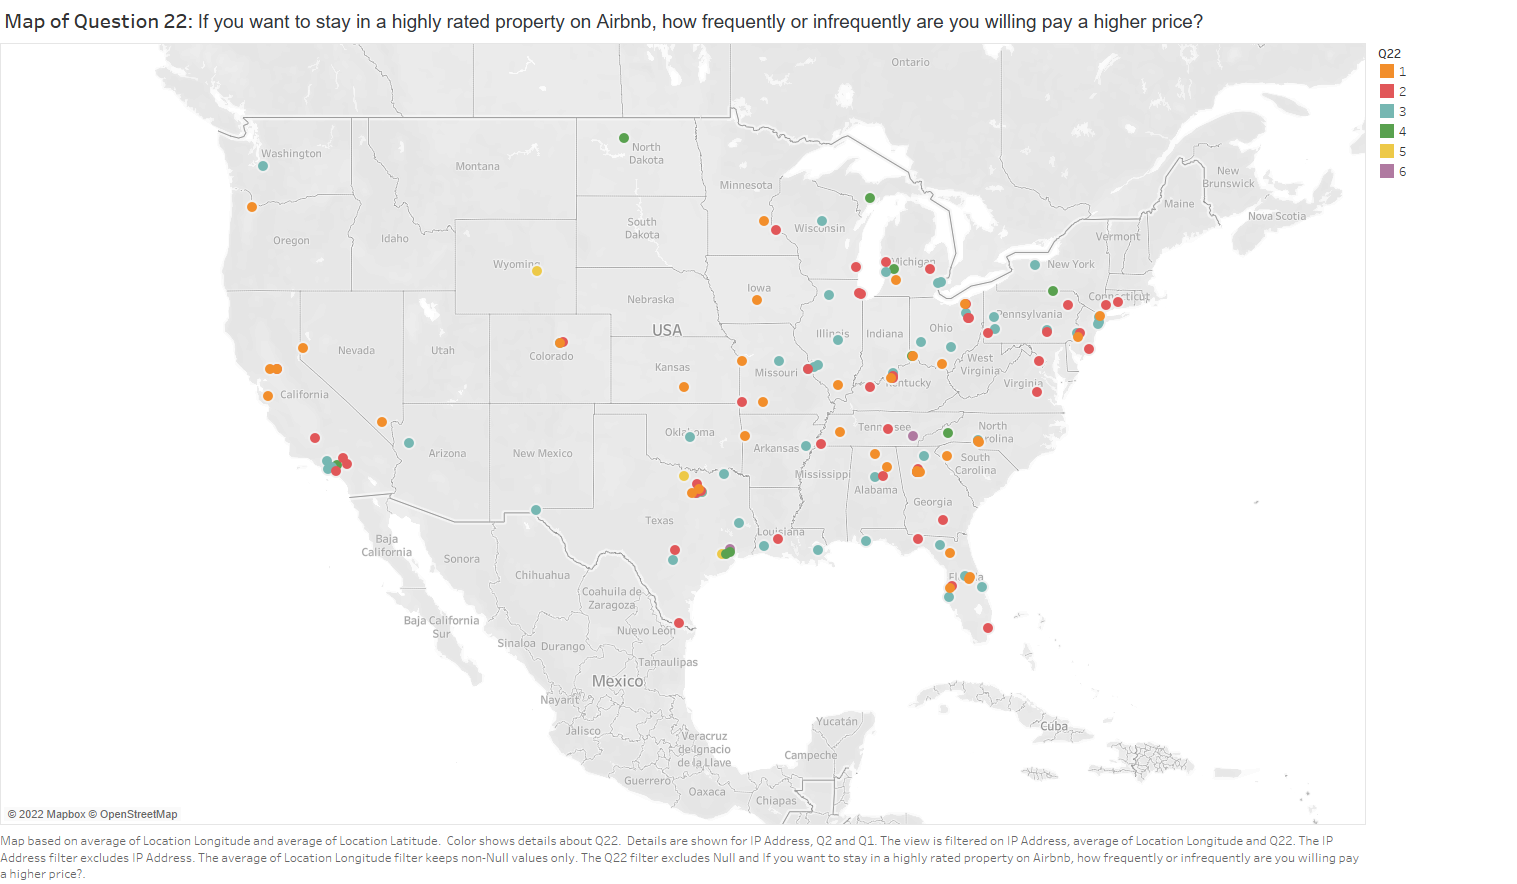 Map of Question 22: If you want to stay in a highly rated property on Airbnb, how frequently or infrequently are you willing pay a higher price?
Q22
1
2
3
4
5
6
Ontario
Washington
Montana
North
Dakota
Minnesota
New
Brunswick
Maine
Nova Scotia
Oregon
Idaho
South
Dakota
Wisconsin
Vermont
Wyoming
Michigan
New York
Iowa
Nebraska
Connecticut
Pennsylvania
USA
Illinois
Indiana
Ohio
Nevada
Utah
Colorado
Kansas
Missouri
West
Virginia
Kentucky
Virginia
California
Oklahoma
Tennessee
North
Carolina
Arizona
New Mexico
Arkansas
South
Carolina
Mississippi
Alabama
Georgia
Texas
Louisiana
Baja
California
Sonora
Chihuahua
Florida
Coahuila de
Zaragoza
Baja California
Sur
Nuevo León
Sinaloa
Durango
Tamaulipas
Mexico
Nayarit
Jalisco
Yucatán
Cuba
Veracruz
de Ignacio
de la Llave
Campeche
Guerrero
Oaxaca
Chiapas
© 2022 Mapbox © OpenStreetMap
Map based on average of Location Longitude and average of Location Latitude.  Color shows details about Q22.  Details are shown for IP Address, Q2 and Q1. The view is filtered on IP Address, average of Location Longitude and Q22. The IP
Address filter excludes IP Address. The average of Location Longitude filter keeps non-Null values only. The Q22 filter excludes Null and If you want to stay in a highly rated property on Airbnb, how frequently or infrequently are you willing pay
a higher price?.